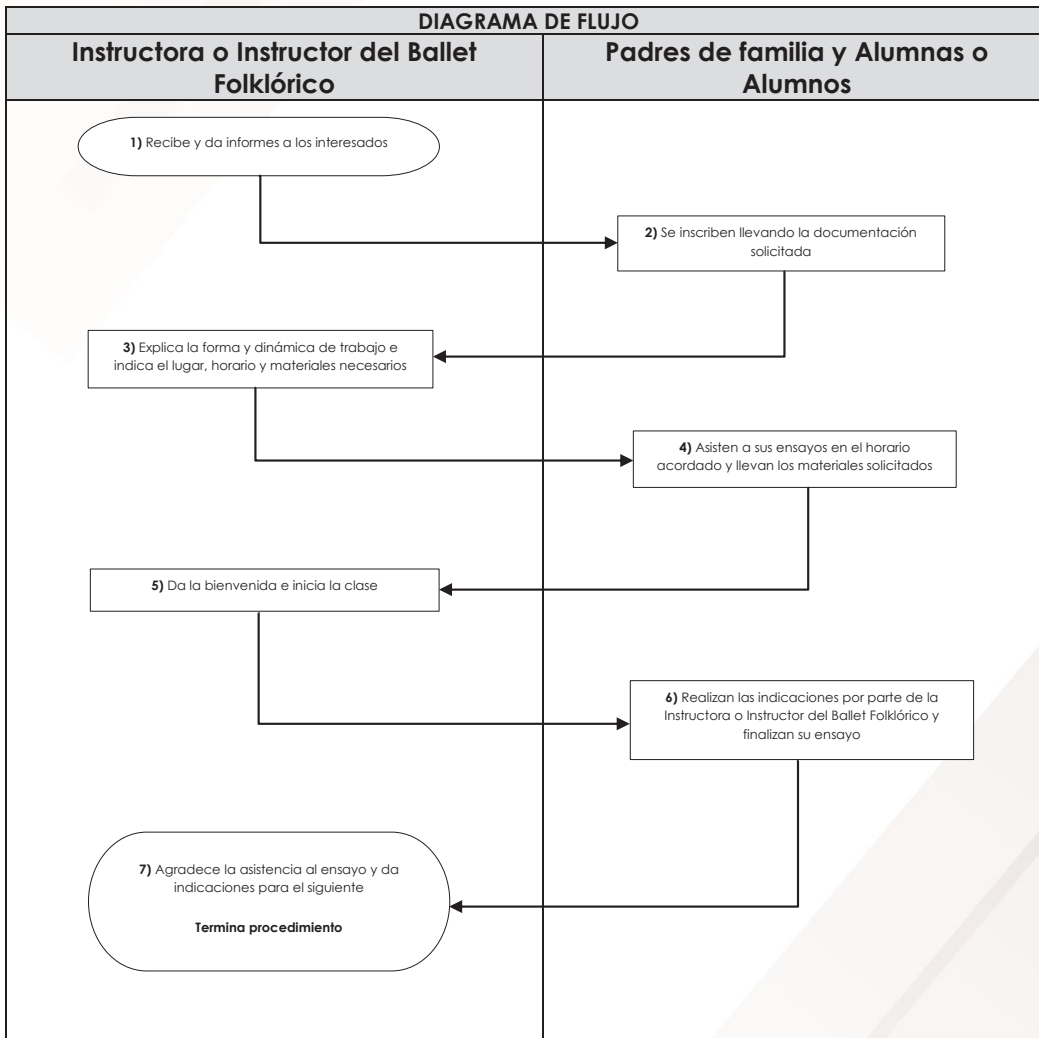 DIAGRAMA DE FLUJO
Instructora o Instructor del Ballet
Folklórico
Padres de familia y Alumnas o
Alumnos
1) Recibe y da informes a los interesados
2) Se inscriben llevando la documentación
solicitada
3) Explica la forma y dinámica de trabajo e
indica el lugar, horario y materiales necesarios
4) Asisten a sus ensayos en el horario
acordado y llevan los materiales solicitados
5) Da la bienvenida e inicia la clase
6) Realizan las indicaciones por parte de la
Instructora o Instructor del Ballet Folklórico y
finalizan su ensayo
7) Agradece la asistencia al ensayo y da
indicaciones para el siguiente
Termina procedimiento